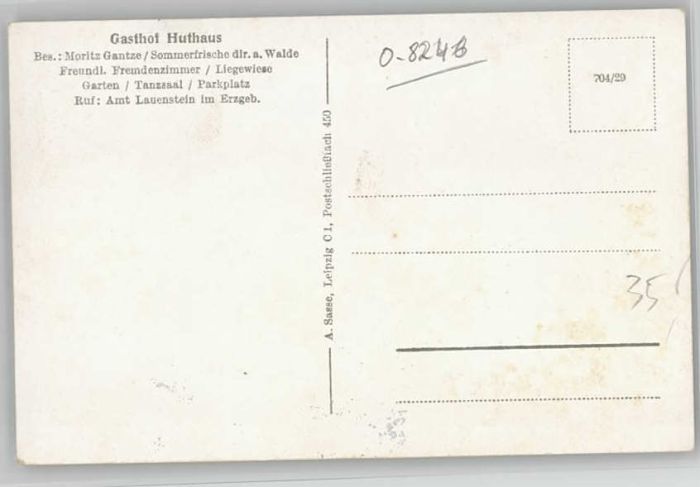 Gasthof Huthaus
Bes.: Moritz Gantze / Sommerfrische dir. a. Walde
Freundl. Fremdenzimmer / Liegewiese
Garten / Tanzsaal / Parkplatz
Ruf: Amt Lauenstein im Erzgeb.
A. Sasse, Leipzig C 1, Postschließfach 450
O-8246
704/29
35